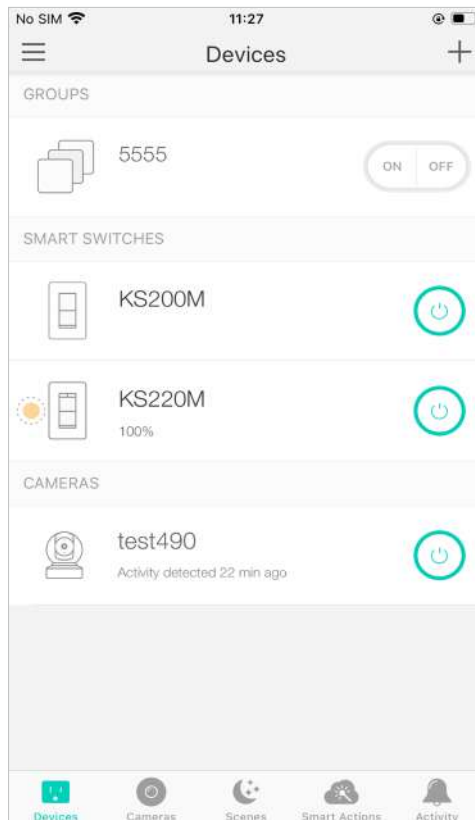 No SIM 11:27
Devices
GROUPS
5555
ON OFF
SMART SWITCHES
KS200M
KS220M
100%
CAMERAS
test490
Activity detected 22 min ago
Devices Cameras Scenes Smart Actions Activity